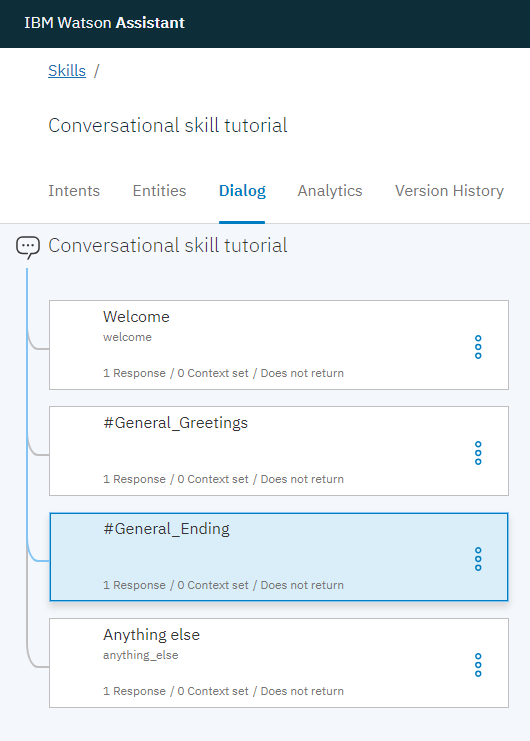 IBM Watson Assistant
Skills /
Conversational skill tutorial
Intents Entities Dialog Analytics Version History
Conversational skill tutorial
Welcome
welcome
1 Response / 0 Context set / Does not return
#General_Greetings
1 Response / 0 Context set / Does not return
#General_Ending
1 Response / 0 Context set / Does not return
Anything else
anything_else
1 Response / 0 Context set / Does not return